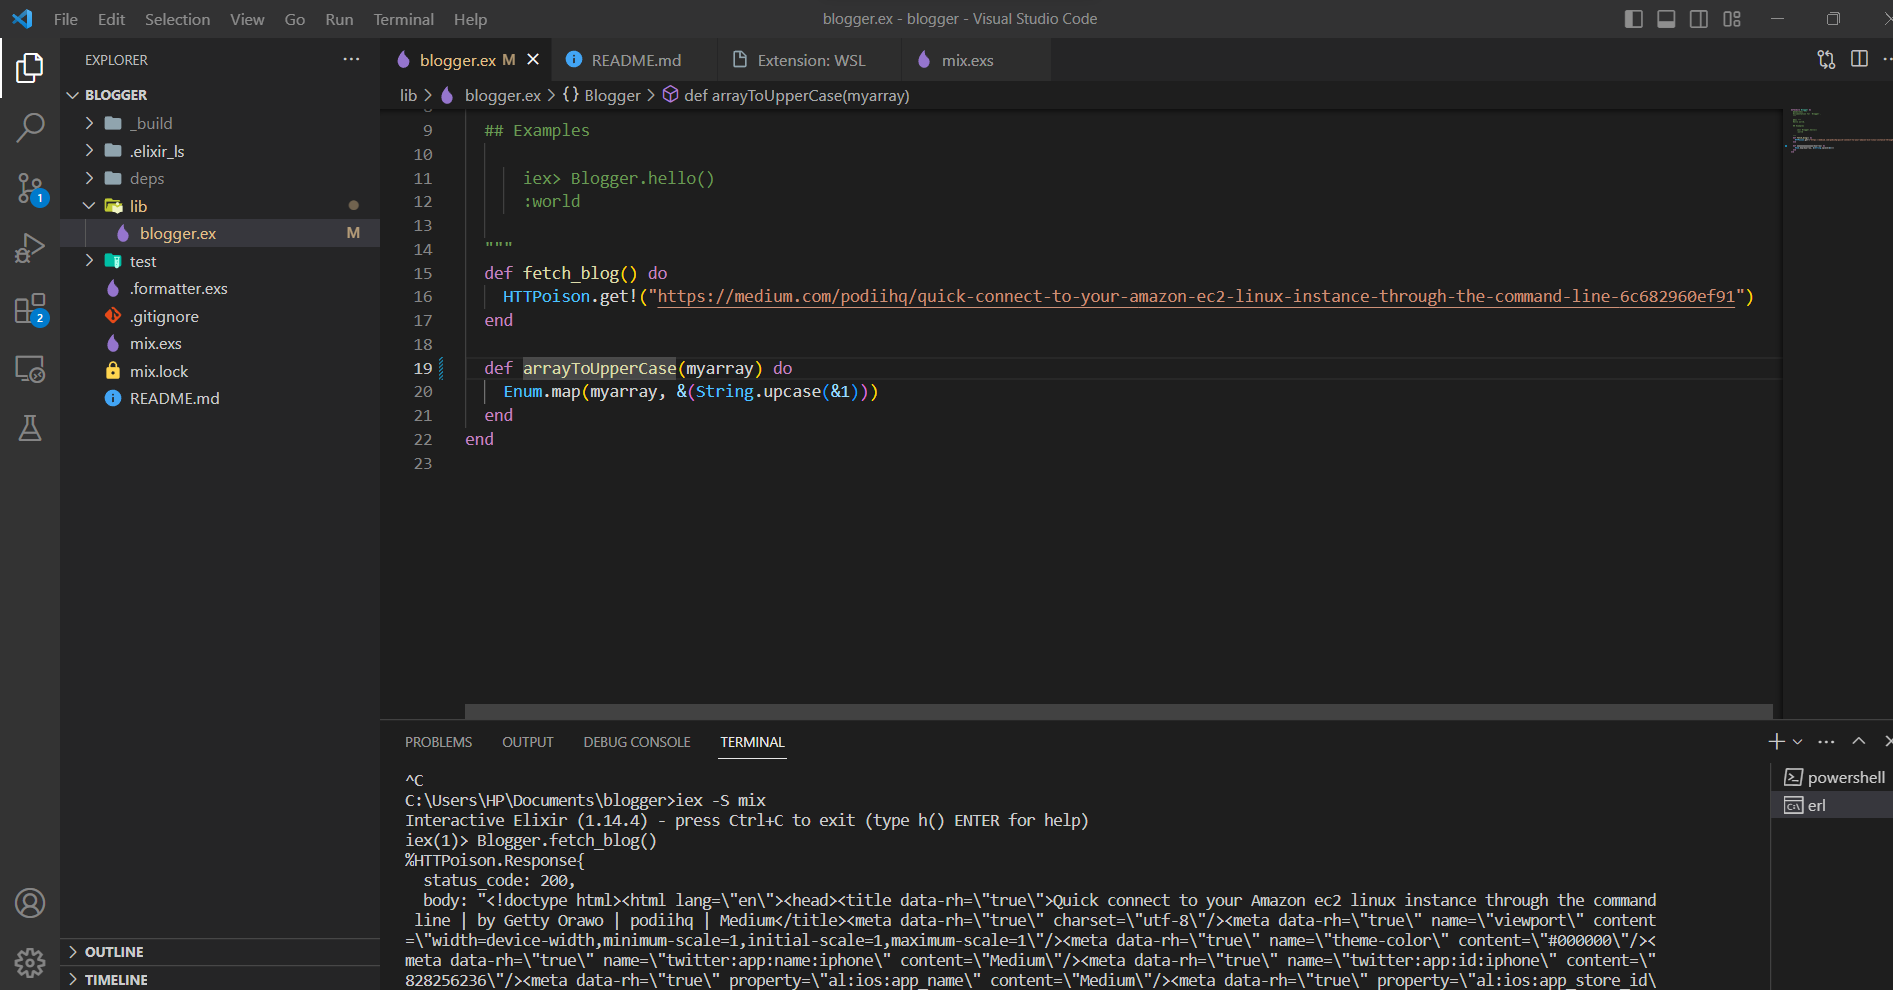 File Edit Selection View Go Run Terminal Help
blogger.ex - blogger - Visual Studio Code
EXPLORER
BLOGGER
_build
.elixir_ls
deps
lib
blogger.ex M
test
.formatter.exs
.gitignore
mix.exs
mix.lock
README.md
OUTLINE
TIMELINE
1
2
blogger.ex M
README.md
Extension: WSL
mix.exs
lib > blogger.ex > {} Blogger > def arrayToUpperCase(myarray)
9 ## Examples
10
11 iex> Blogger.hello()
12 :world
13
14 """
15 def fetch_blog() do
16 HTTPoison.get!("https://medium.com/podiihq/quick-connect-to-your-amazon-ec2-linux-instance-through-the-command-line-6c682960ef91")
17 end
18
19 def arrayToUpperCase(myarray) do
20 Enum.map(myarray, &(String.upcase(&1)))
21 end
22 end
23
PROBLEMS OUTPUT DEBUG CONSOLE TERMINAL
^C
C:\Users\HP\Documents\blogger>iex -S mix
Interactive Elixir (1.14.4) - press Ctrl+C to exit (type h() ENTER for help)
iex(1)> Blogger.fetch_blog()
%HTTPoison.Response{
status_code: 200,
body: "<!doctype html><html lang=\"en\"><head><title data-rh=\"true\">Quick connect to your Amazon ec2 linux instance through the command
line | by Getty Orawo | podiihq | Medium</title><meta data-rh=\"true\" charset=\"utf-8\"/><meta data-rh=\"true\" name=\"viewport\" content
=\"width=device-width,minimum-scale=1,initial-scale=1,maximum-scale=1\"/><meta data-rh=\"true\" name=\"theme-color\" content=\"#000000\"/><
meta data-rh=\"true\" name=\"twitter:app:name:iphone\" content=\"Medium\"/><meta data-rh=\"true\" name=\"twitter:app:id:iphone\" content=\"
828256236\"/><meta data-rh=\"true\" property=\"al:ios:app_name\" content=\"Medium\"/><meta data-rh=\"true\" property=\"al:ios:app_store_id\
powershell
erl